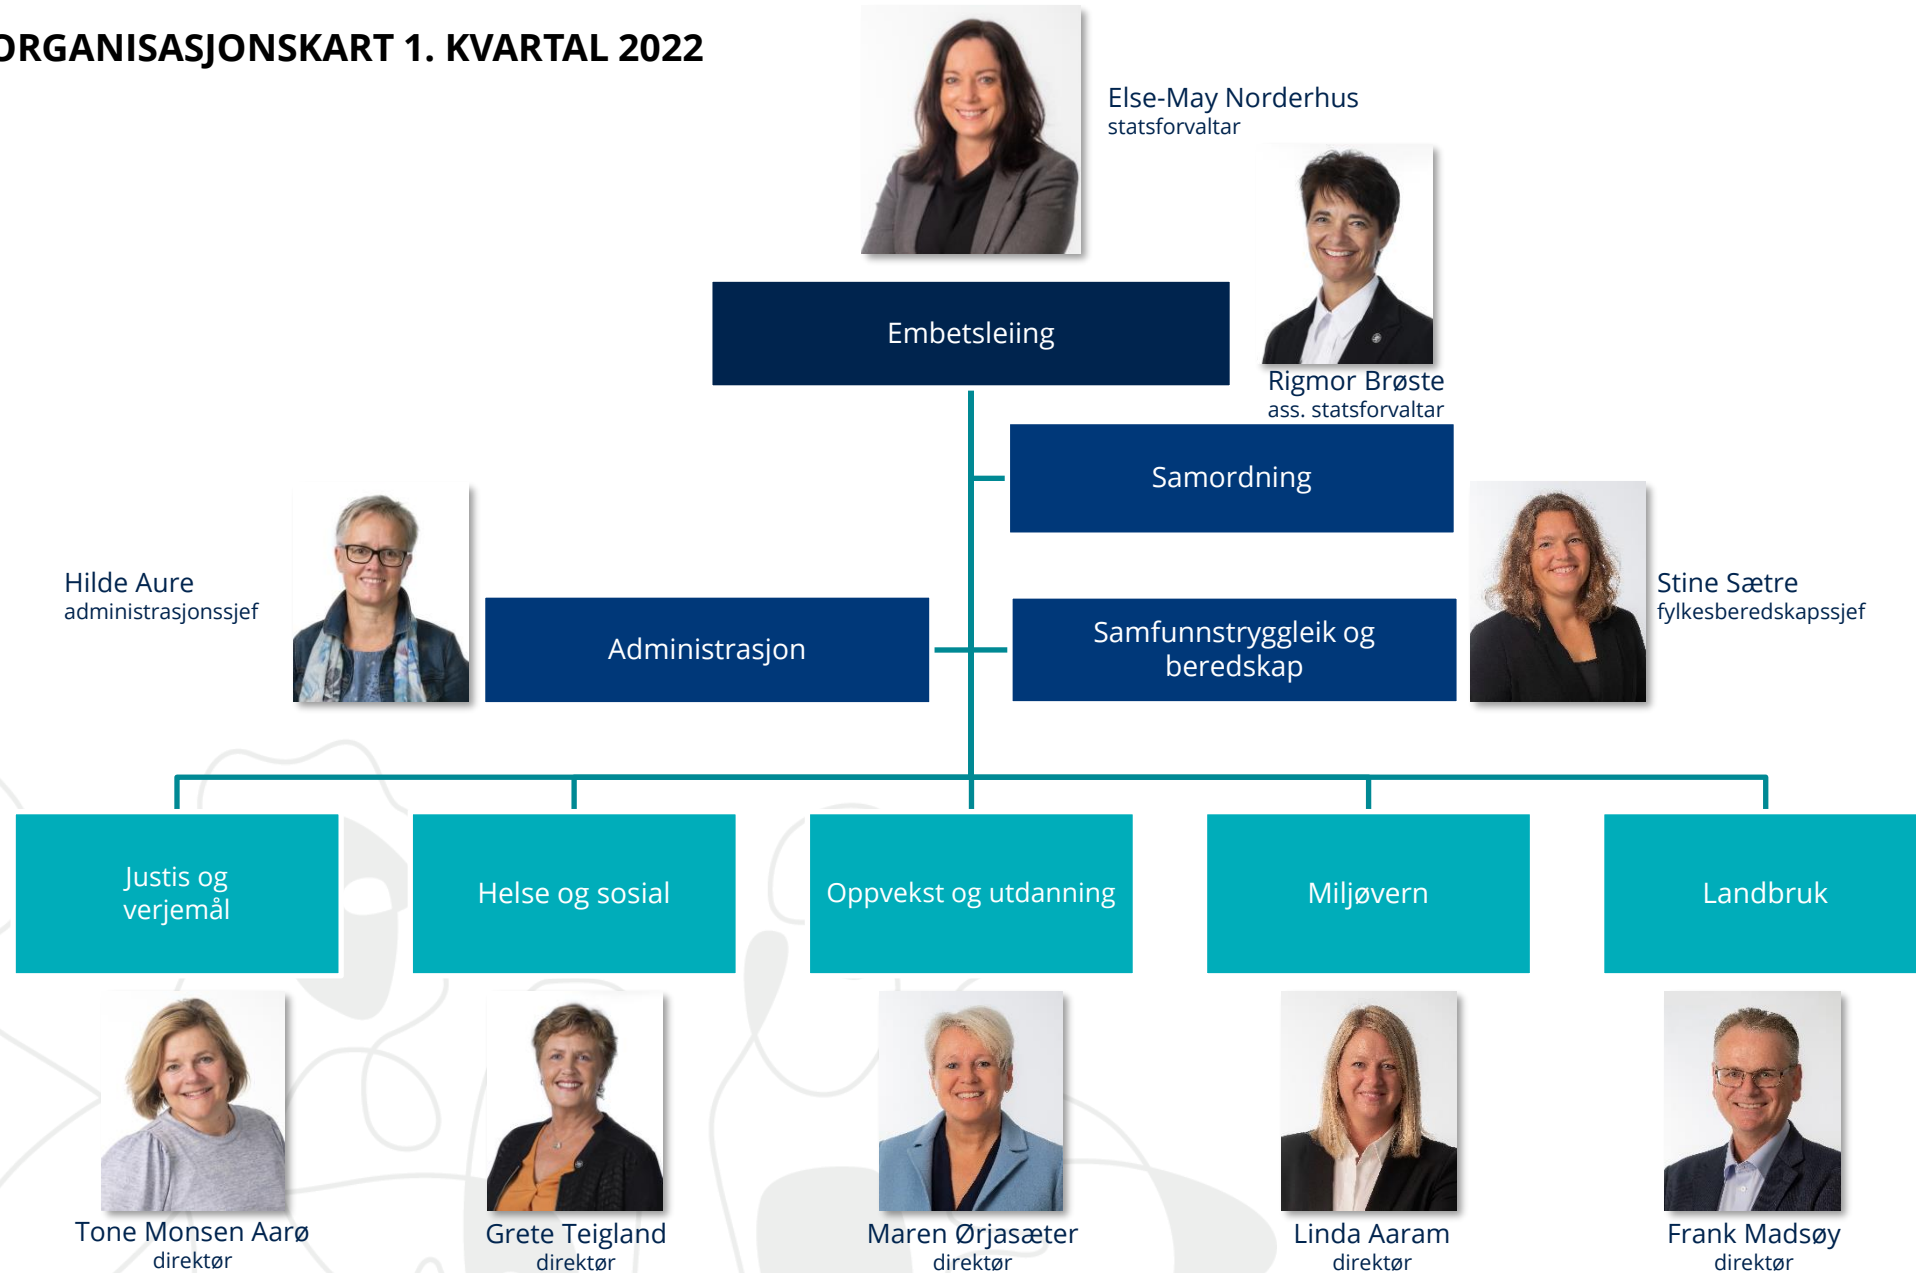 ORGANISASJONSKART 1. KVARTAL 2022
Else-May Norderhus
statsforvaltar
Embetsleiing
Rigmor Brøste
ass. statsforvaltar
Samordning
Hilde Aure
administrasjonssjef
Administrasjon
Samfunnstryggleik og
beredskap
Stine Sætre
fylkesberedskapssjef
Justis og
verjemål
Helse og sosial
Oppvekst og utdanning
Miljøvern
Landbruk
Tone Monsen Aarø
direktør
Grete Teigland
direktør
Maren Ørjasæter
direktør
Linda Aaram
direktør
Frank Madsøy
direktør